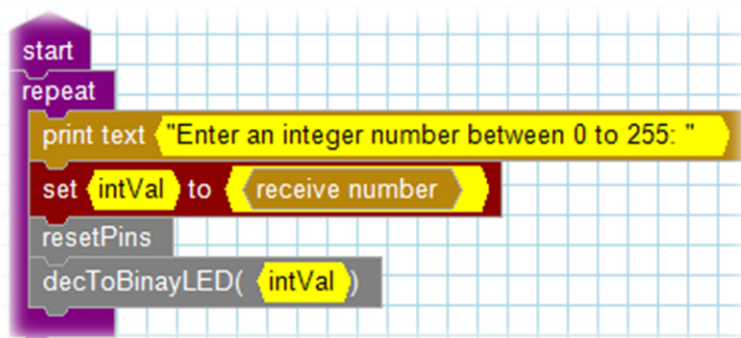 start
repeat
print text "Enter an integer number between 0 to 255: "
set intVal to receive number
resetPins
decToBinayLED( intVal )